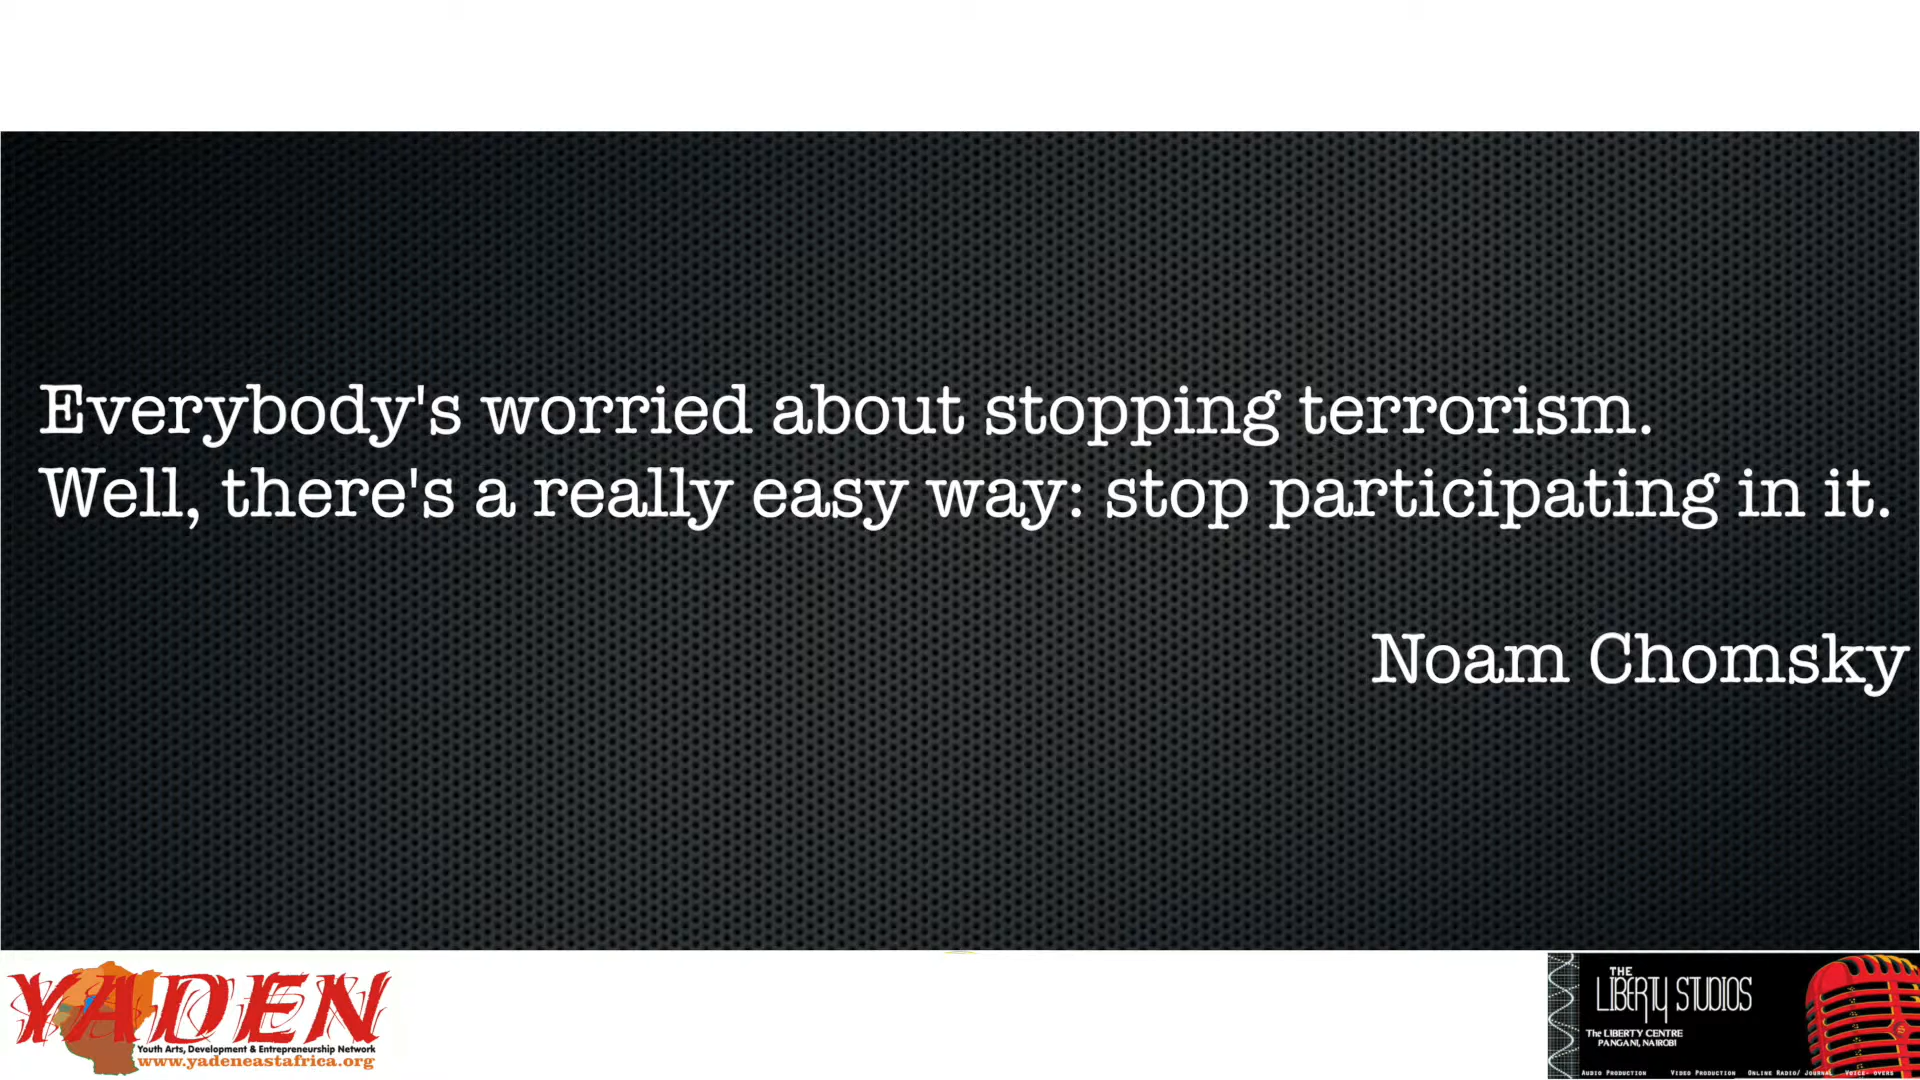 Everybody's worried about stopping terrorism.
Well, there's a really easy way: stop participating in it.
Noam Chomsky
YADEN
Youth Arts, Development & Entrepreneurship Network
www.yadeneastafrica.org
THE
LIBERTY STUDIOS
The LIBERTY CENTRE
PANGANI, NAIROBI
AUDIO PRODUCTION VIDEO PRODUCTION ONLINE RADIO/ JOURNAL VOICE- OVERS